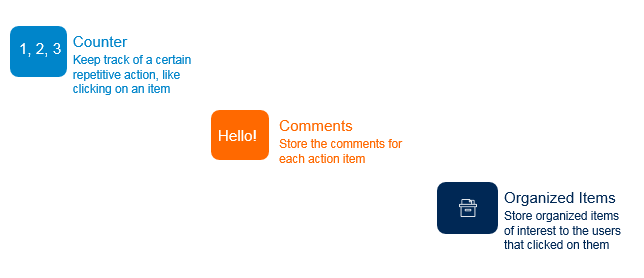 1, 2, 3
Counter
Keep track of a certain
repetitive action, like
clicking on an item
Hello!
Comments
Store the comments for
each action item
Organized Items
Store organized items
of interest to the users
that clicked on them